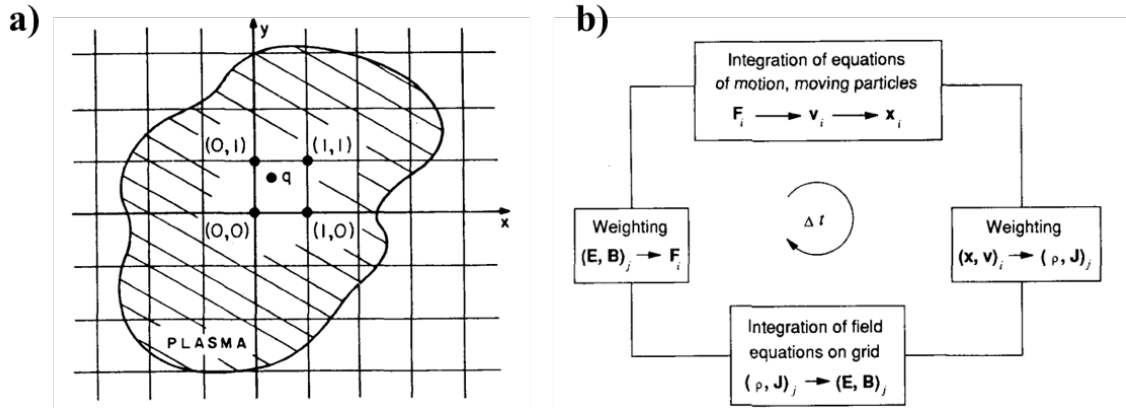 a)
y
(0,1) (1,1)
q
x
(0,0) (1,0)
PLASMA
b)
Integration of equations
of motion, moving particles
F_i → v_i → x_i
Weighting
(E, B)_j → F_i
Δt
Weighting
(x, v)_i → (ρ, J)_j
Integration of field
equations on grid
(ρ, J)_j → (E, B)_j